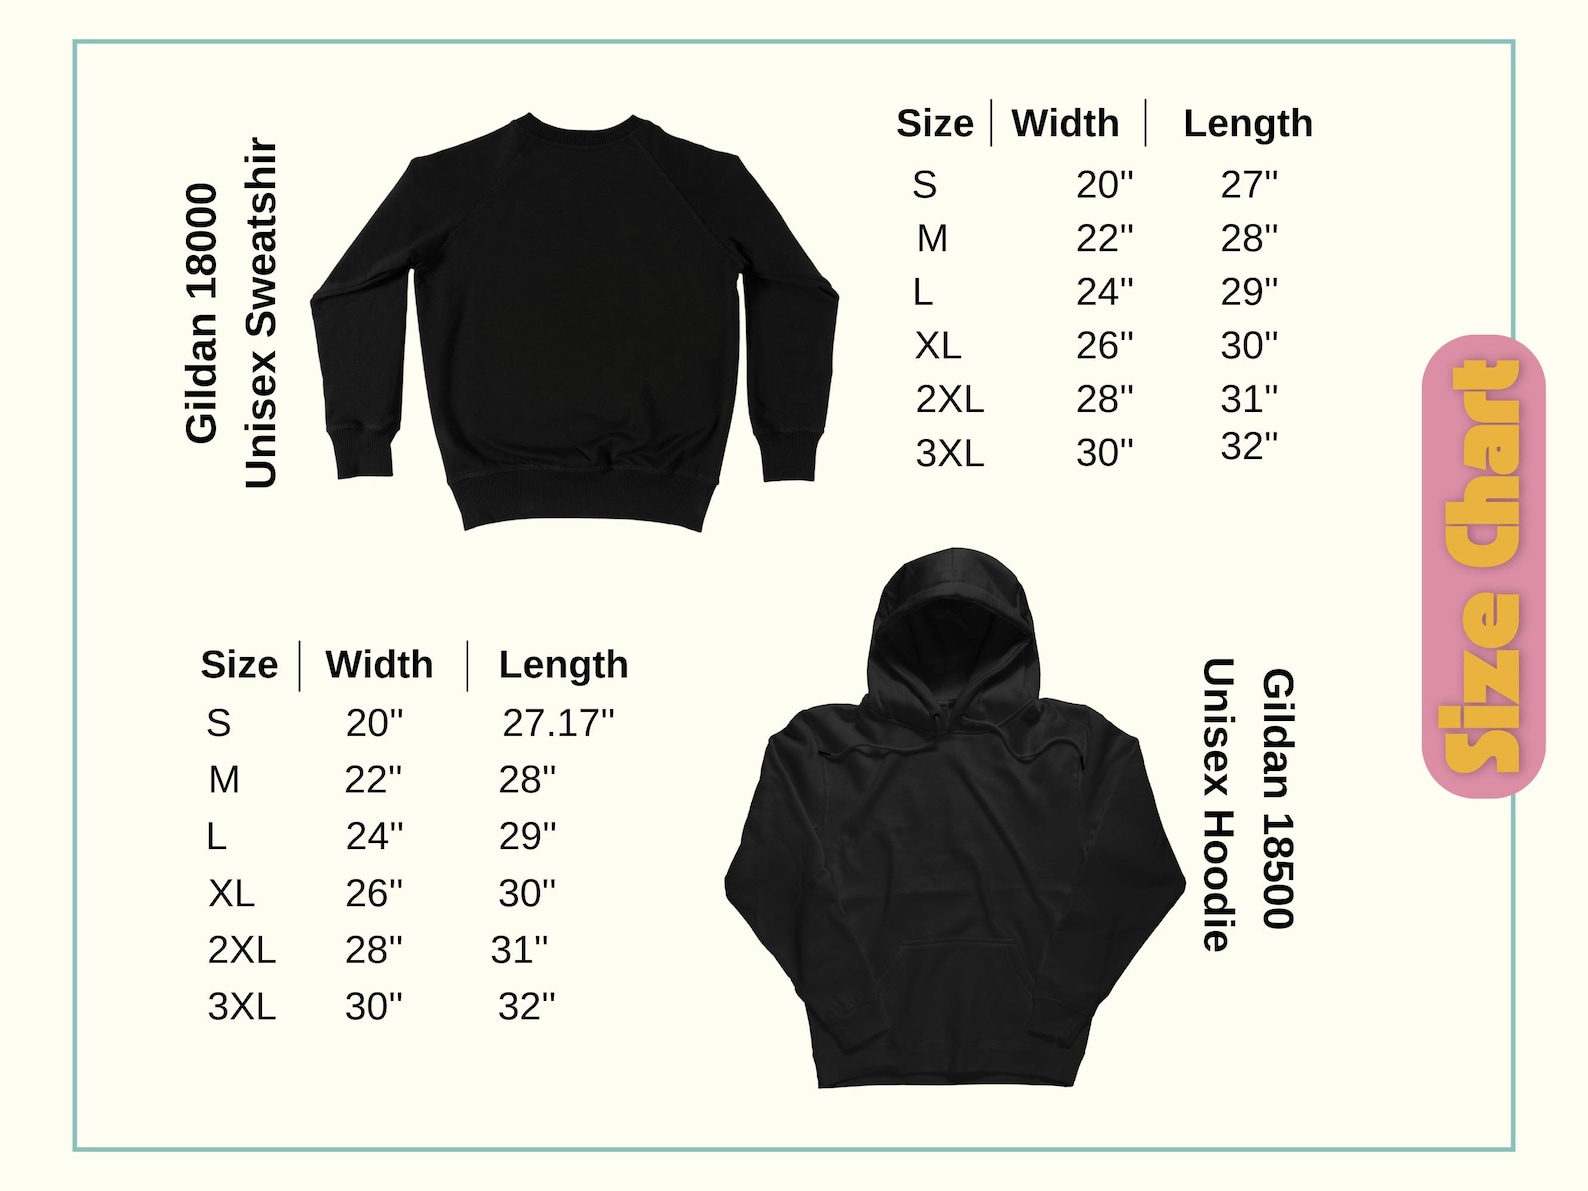 Gildan 18000
Unisex Sweatshir
Size Width Length
S 20" 27"
M 22" 28"
L 24" 29"
XL 26" 30"
2XL 28" 31"
3XL 30" 32"
Size Chart
Size Width Length
S 20" 27.17"
M 22" 28"
L 24" 29"
XL 26" 30"
2XL 28" 31"
3XL 30" 32"
Gildan 18500
Unisex Hoodie